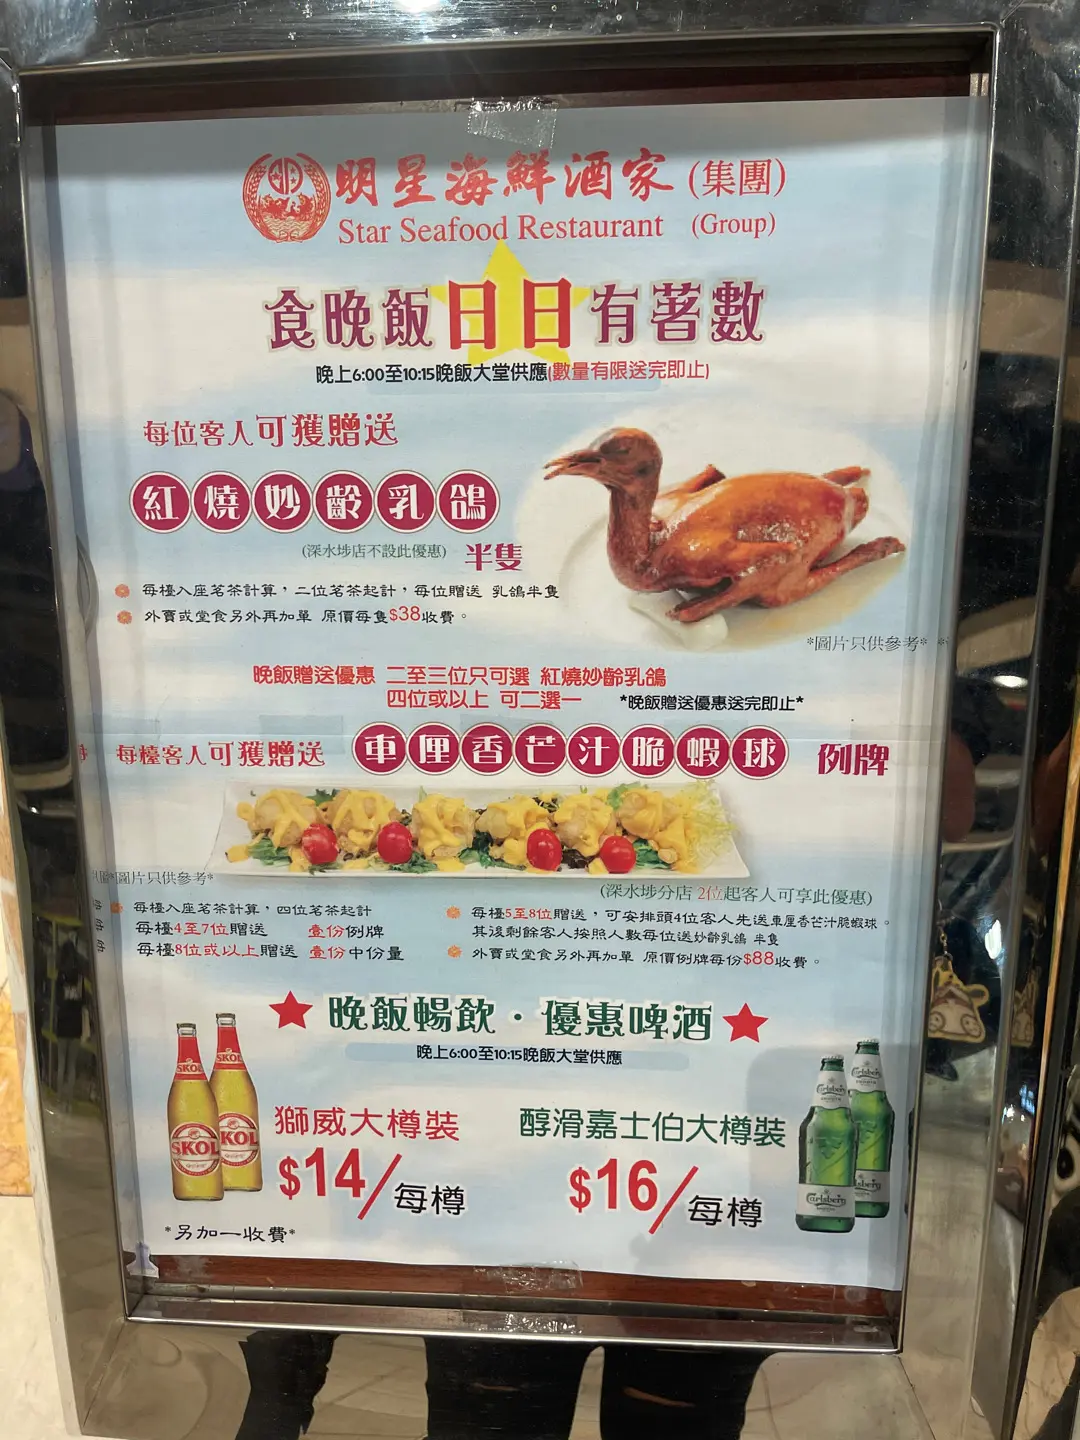 明星海鮮酒家(集團)
Star Seafood Restaurant (Group)
食晚飯日日有著數
晚上6:00至10:15晚飯大堂供應(數量有限送完即止)
每位客人可獲贈送
紅燒妙齡乳鴿
(深水埗店不設此優惠) 半隻
每檯入座茗茶計算，二位茗茶起計，每位贈送 乳鴿半隻
外賣或堂食另外再加單 原價每隻$38收費。
*圖片只供參考*
晚飯贈送優惠 二至三位只可選 紅燒妙齡乳鴿
四位或以上 可二選一 *晚飯贈送優惠送完即止*
每檯客人可獲贈送 車厘香芒汁脆蝦球 例牌
*圖片只供參考*
(深水埗分店 2位起客人可享此優惠)
每檯入座茗茶計算，四位茗茶起計
每檯4至7位贈送 壹份例牌
每檯8位或以上贈送 壹份中份量
每檯5至8位贈送，可安排頭4位客人先送車厘香芒汁脆蝦球。
其沒剩餘客人按照人數每位送妙齡乳鴿 半隻
外賣或堂食另外再加單 原價例牌每份$88收費。
晚飯暢飲·優惠啤酒
晚上6:00至10:15晚飯大堂供應
SKOL
SKOL
SKOL
SKOL
獅威大樽裝
$14/每樽
醇滑嘉士伯大樽裝
$16/每樽
Carlsberg
Carlsberg
Carlsberg
*另加一收費*